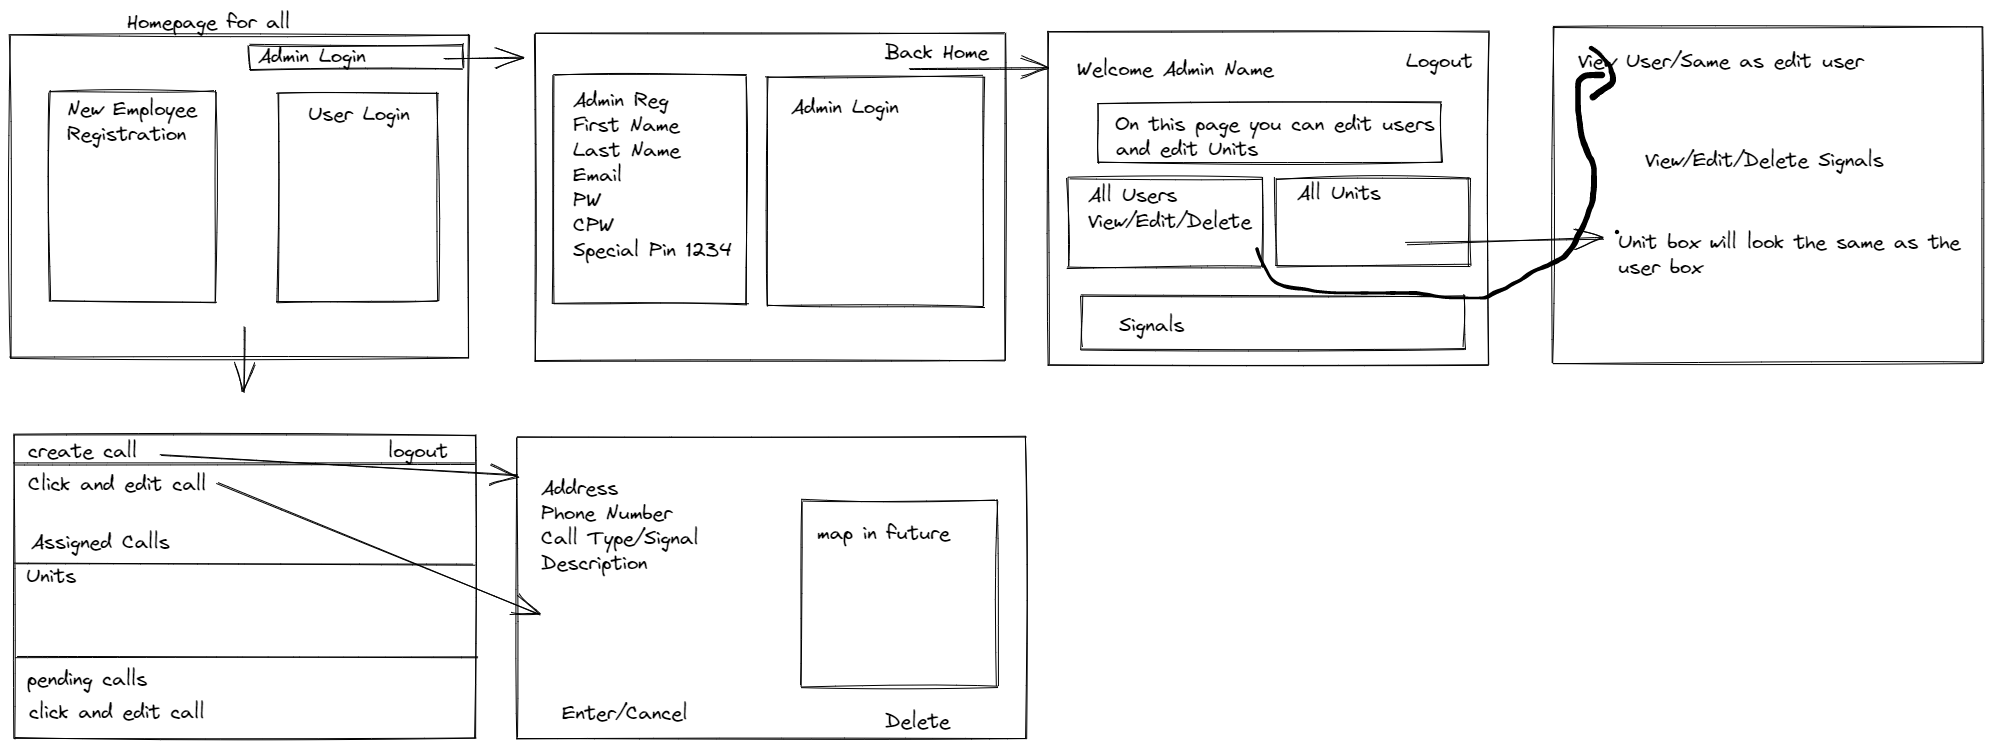 Homepage for all
Admin Login
New Employee
Registration
User Login
Back Home
Admin Reg
First Name
Last Name
Email
PW
CPW
Special Pin 1234
Admin Login
Welcome Admin Name
Logout
On this page you can edit users
and edit Units
All Users
View/Edit/Delete
All Units
Signals
View User/Same as edit user
View/Edit/Delete Signals
Unit box will look the same as the
user box
create call
logout
Click and edit call
Assigned Calls
Units
pending calls
click and edit call
Address
Phone Number
Call Type/Signal
Description
map in future
Enter/Cancel
Delete